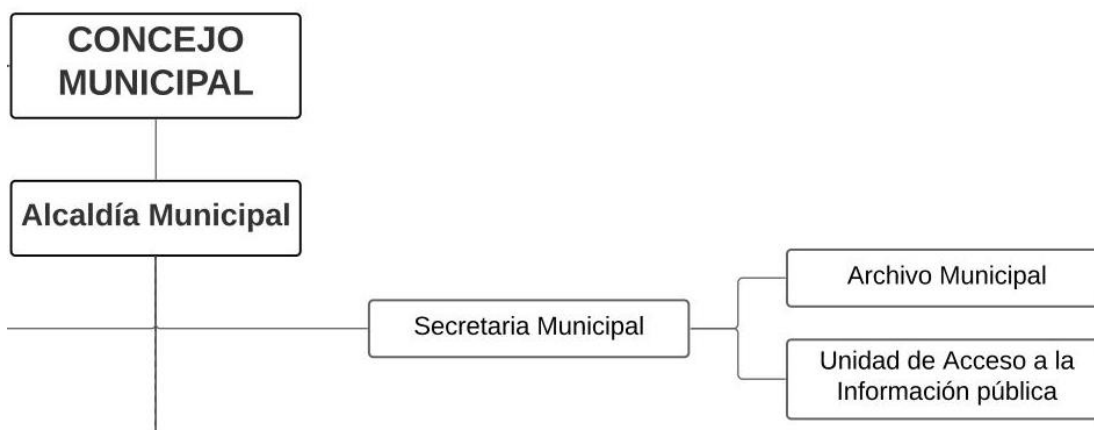 CONCEJO
MUNICIPAL
Alcaldía Municipal
Archivo Municipal
Secretaria Municipal
Unidad de Acceso a la
Información pública